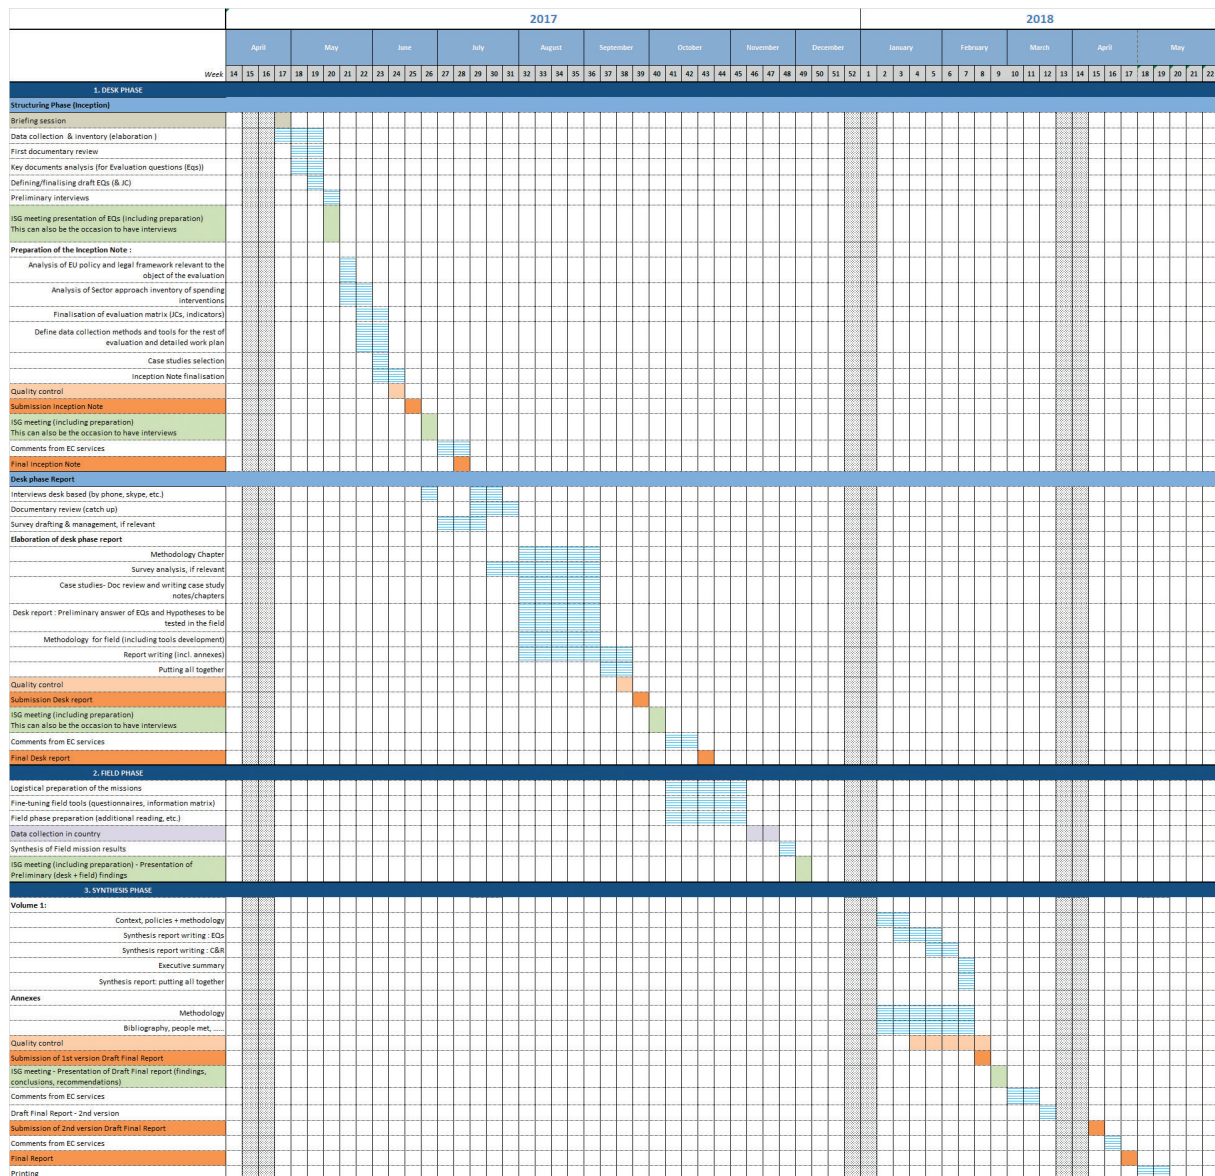 2017 2018
April May June July August September October November December January February March April May
Week 14 15 16 17 18 19 20 21 22 23 24 25 26 27 28 29 30 31 32 33 34 35 36 37 38 39 40 41 42 43 44 45 46 47 48 49 50 51 52 1 2 3 4 5 6 7 8 9 10 11 12 13 14 15 16 17 18 19 20 21 22
1. DESK PHASE
Structuring Phase (Inception)
Briefing session
Data collection & inventory (elaboration )
First documentary review
Key documents analysis (for Evaluation questions (Eqs))
Defining/finalising draft EQs (& JC)
Preliminary interviews
ISG meeting presentation of EQs (including preparation)
This can also be the occasion to have interviews
Preparation of the Inception Note :
Analysis of EU policy and legal framework relevant to the
object of the evaluation
Analysis of Sector approach inventory of spending
interventions
Finalisation of evaluation matrix (JCs, indicators)
Define data collection methods and tools for the rest of
evaluation and detailed work plan
Case studies selection
Inception Note finalisation
Quality control
Submission Inception Note
ISG meeting (including preparation)
This can also be the occasion to have interviews
Comments from EC services
Final Inception Note
Desk phase Report
Interviews desk based (by phone, skype, etc.)
Documentary review (catch up)
Survey drafting & management, if relevant
Elaboration of desk phase report
Methodology Chapter
Survey analysis, if relevant
Case studies- Doc review and writing case study
notes/chapters
Desk report : Preliminary answer of EQs and Hypotheses to be
tested in the field
Methodology for field (including tools development)
Report writing (incl. annexes)
Putting all together
Quality control
Submission Desk report
ISG meeting (including preparation)
This can also be the occasion to have interviews
Comments from EC services
Final Desk report
2. FIELD PHASE
Logistical preparation of the missions
Fine-tuning field tools (questionnaires, information matrix)
Field phase preparation (additional reading, etc.)
Data collection in country
Synthesis of Field mission results
ISG meeting (including preparation) - Presentation of
Preliminary (desk + field) findings
3. SYNTHESIS PHASE
Volume 1:
Context, policies + methodology
Synthesis report writing : EQs
Synthesis report writing : C&R
Executive summary
Synthesis report: putting all together
Annexes
Methodology
Bibliography, people met, ......
Quality control
Submission of 1st version Draft Final Report
ISG meeting - Presentation of Draft Final report (findings,
conclusions, recommendations)
Comments from EC services
Draft Final Report - 2nd version
Submission of 2nd version Draft Final Report
Comments from EC services
Final Report
Printing